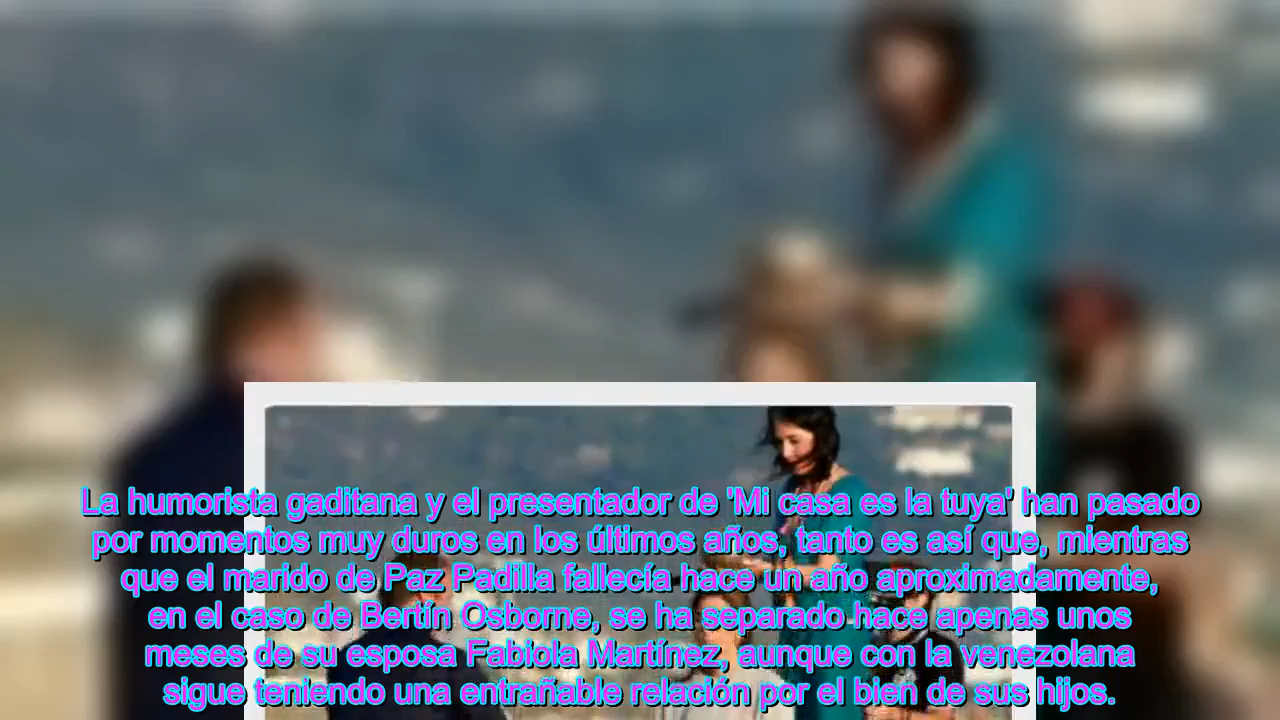 La humorista gaditana y el presentador de 'Mi casa es la tuya' han pasado
por momentos muy duros en los últimos años, tanto es así que, mientras
que el marido de Paz Padilla fallecía hace un año aproximadamente,
en el caso de Bertín Osborne, se ha separado hace apenas unos
meses de su esposa Fabiola Martínez, aunque con la venezolana
sigue teniendo una entrañable relación por el bien de sus hijos.